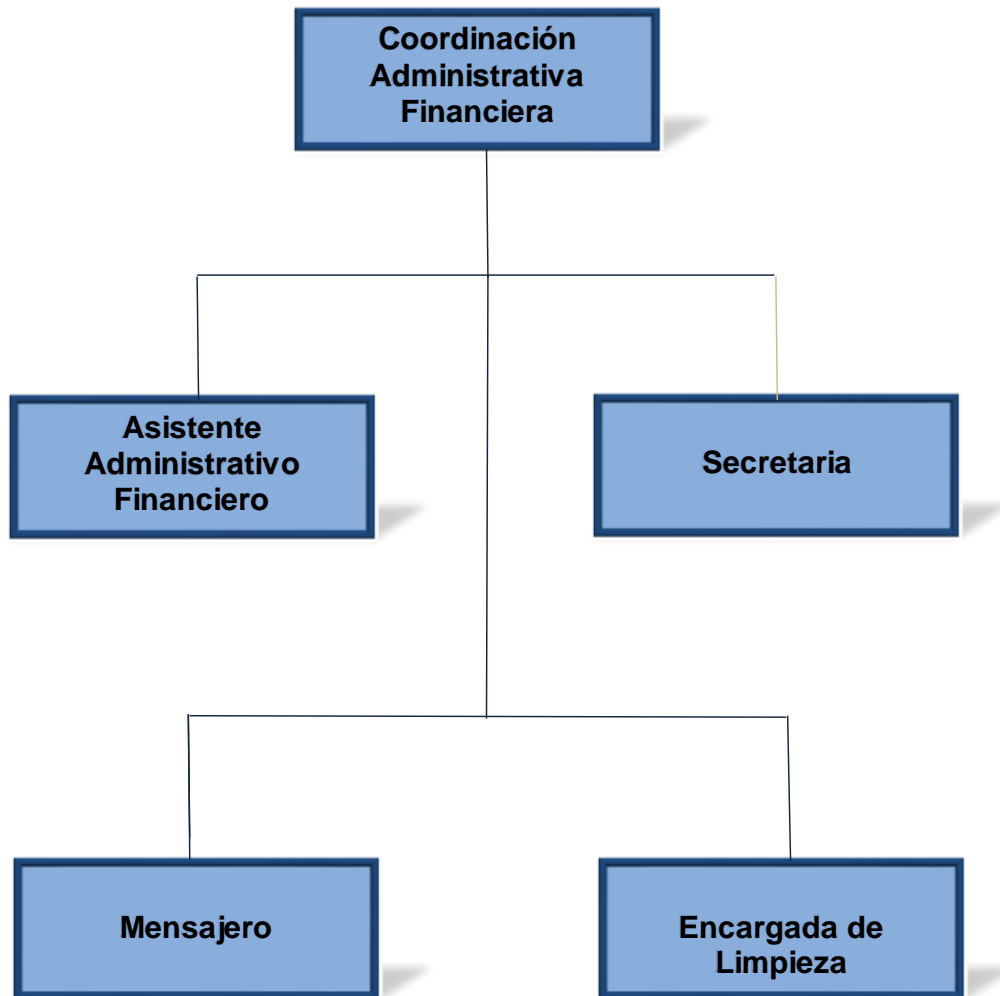 Coordinación
Administrativa
Financiera
Asistente
Administrativo
Financiero
Secretaria
Mensajero
Encargada de
Limpieza